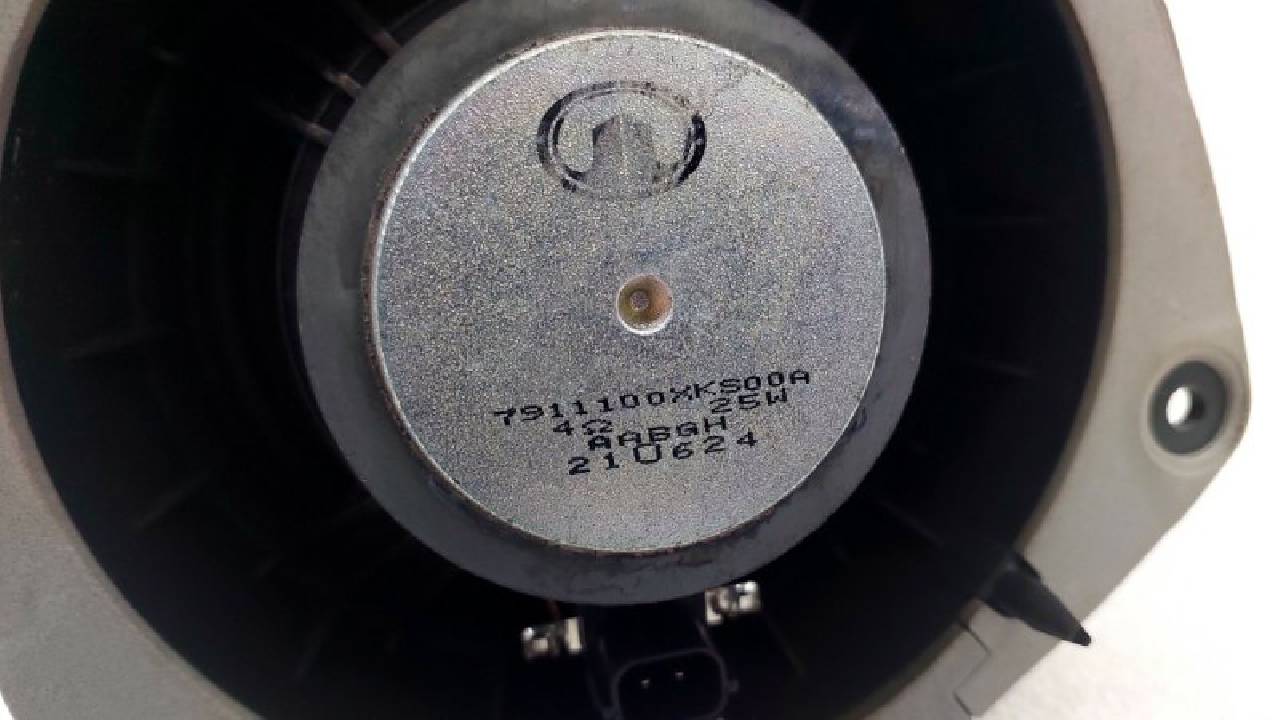 7911100XKS00A
4Ω 25W
AABGH
21U624